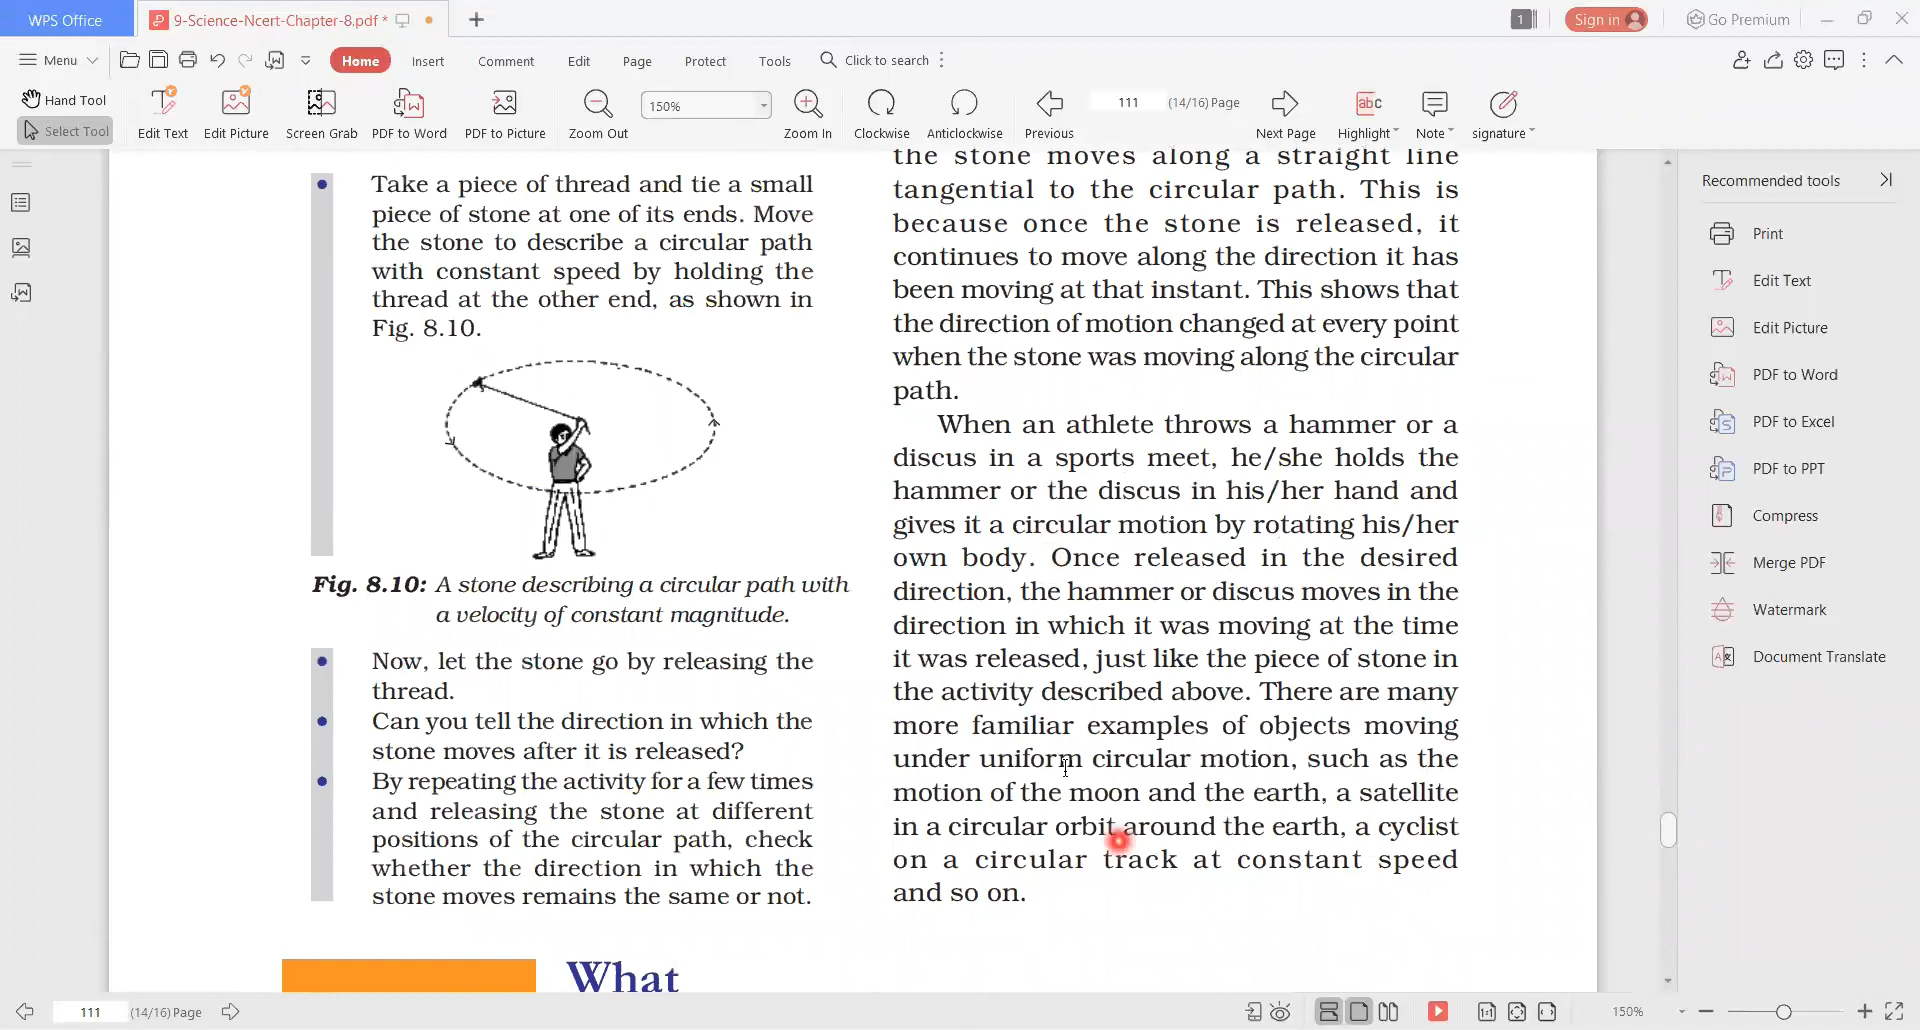 WPS Office
9-Science-Ncert-Chapter-8.pdf *
1
Sign in
Go Premium
Menu
Home
Insert
Comment
Edit
Page
Protect
Tools
Click to search
Hand Tool
Select Tool
Edit Text
Edit Picture
Screen Grab
PDF to Word
PDF to Picture
Zoom Out
150%
Zoom In
Clockwise
Anticlockwise
Previous
111 (14/16) Page
Next Page
Highlight
Note
signature
Take a piece of thread and tie a small
piece of stone at one of its ends. Move
the stone to describe a circular path
with constant speed by holding the
thread at the other end, as shown in
Fig. 8.10.
Fig. 8.10: A stone describing a circular path with
a velocity of constant magnitude.
Now, let the stone go by releasing the
thread.
Can you tell the direction in which the
stone moves after it is released?
By repeating the activity for a few times
and releasing the stone at different
positions of the circular path, check
whether the direction in which the
stone moves remains the same or not.
What
the stone moves along a straight line
tangential to the circular path. This is
because once the stone is released, it
continues to move along the direction it has
been moving at that instant. This shows that
the direction of motion changed at every point
when the stone was moving along the circular
path.
When an athlete throws a hammer or a
discus in a sports meet, he/she holds the
hammer or the discus in his/her hand and
gives it a circular motion by rotating his/her
own body. Once released in the desired
direction, the hammer or discus moves in the
direction in which it was moving at the time
it was released, just like the piece of stone in
the activity described above. There are many
more familiar examples of objects moving
under uniform circular motion, such as the
motion of the moon and the earth, a satellite
in a circular orbit around the earth, a cyclist
on a circular track at constant speed
and so on.
Recommended tools
Print
Edit Text
Edit Picture
PDF to Word
PDF to Excel
PDF to PPT
Compress
Merge PDF
Watermark
Document Translate
111 (14/16) Page
150%